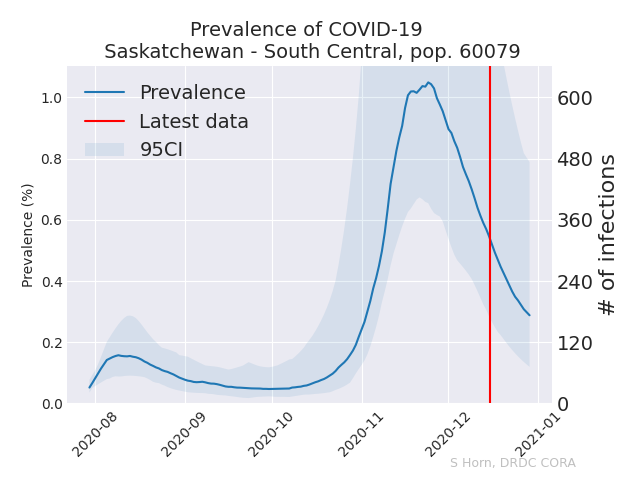 Prevalence of COVID-19
Saskatchewan - South Central, pop. 60079
Prevalence
Latest data
95CI
1.0
0.8
0.6
0.4
0.2
0.0
Prevalence (%)
600
480
360
240
120
0
# of infections
2020-08
2020-09
2020-10
2020-11
2020-12
2021-01
S Horn, DRDC CORA